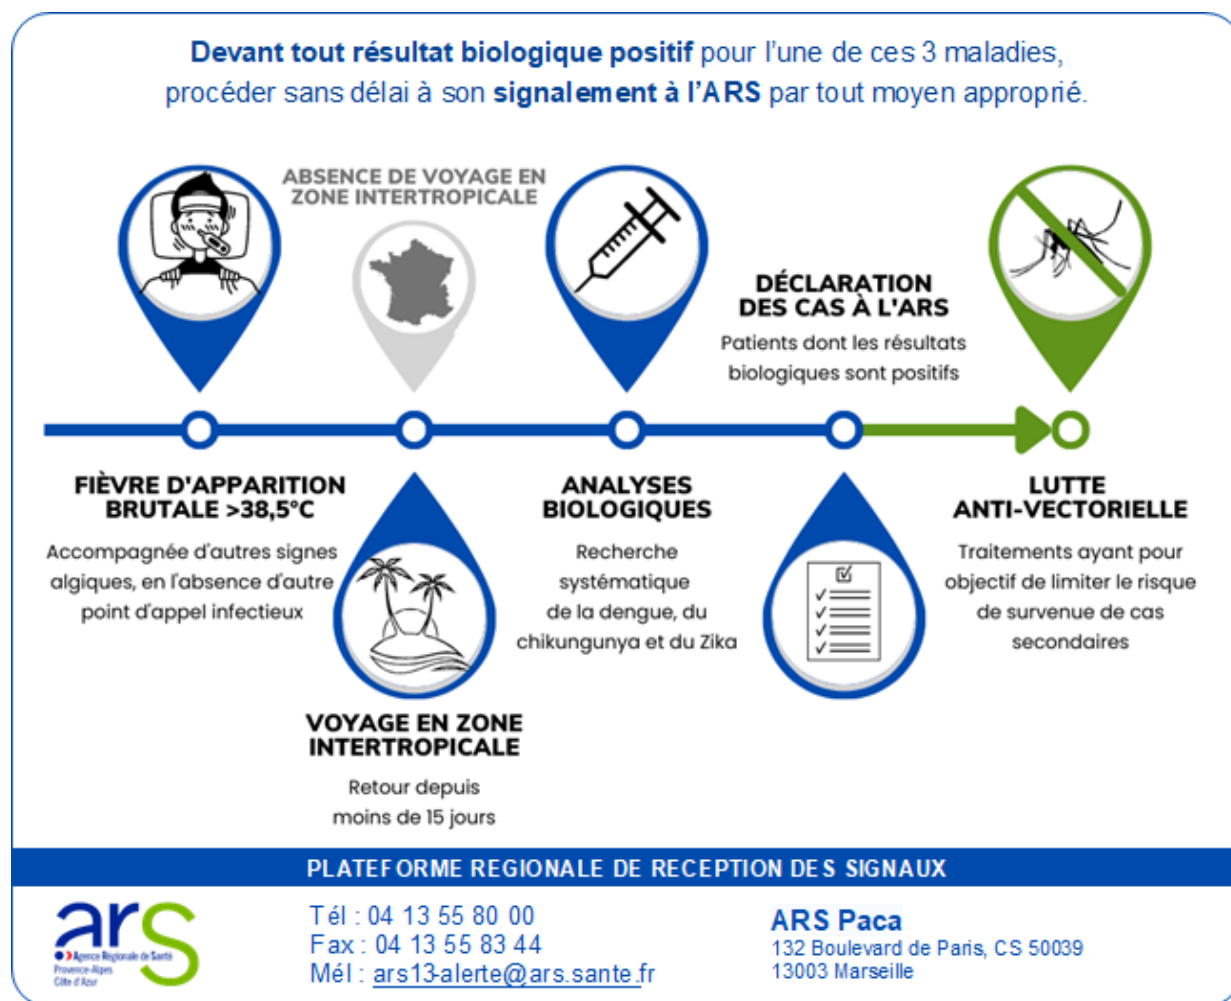 Devant tout résultat biologique positif pour l'une de ces 3 maladies,
procéder sans délai à son signalement à l'ARS par tout moyen approprié.
ABSENCE DE VOYAGE EN
ZONE INTERTROPICALE
DÉCLARATION
DES CAS À L'ARS
Patients dont les résultats
biologiques sont positifs
FIÈVRE D'APPARITION
BRUTALE >38,5°C
Accompagnée d'autres signes
algiques, en l'absence d'autre
point d'appel infectieux
VOYAGE EN ZONE
INTERTROPICALE
Retour depuis
moins de 15 jours
ANALYSES
BIOLOGIQUES
Recherche
systématique
de la dengue, du
chikungunya et du Zika
LUTTE
ANTI-VECTORIELLE
Traitements ayant pour
objectif de limiter le risque
de survenue de cas
secondaires
PLATEFORME REGIONALE DE RECEPTION DES SIGNAUX
ars
Agence Régionale de Santé
Provence-Alpes
Côte d'Azur
Tél : 04 13 55 80 00
Fax : 04 13 55 83 44
Mél : ars13-alerte@ars.sante.fr
ARS Paca
132 Boulevard de Paris, CS 50039
13003 Marseille